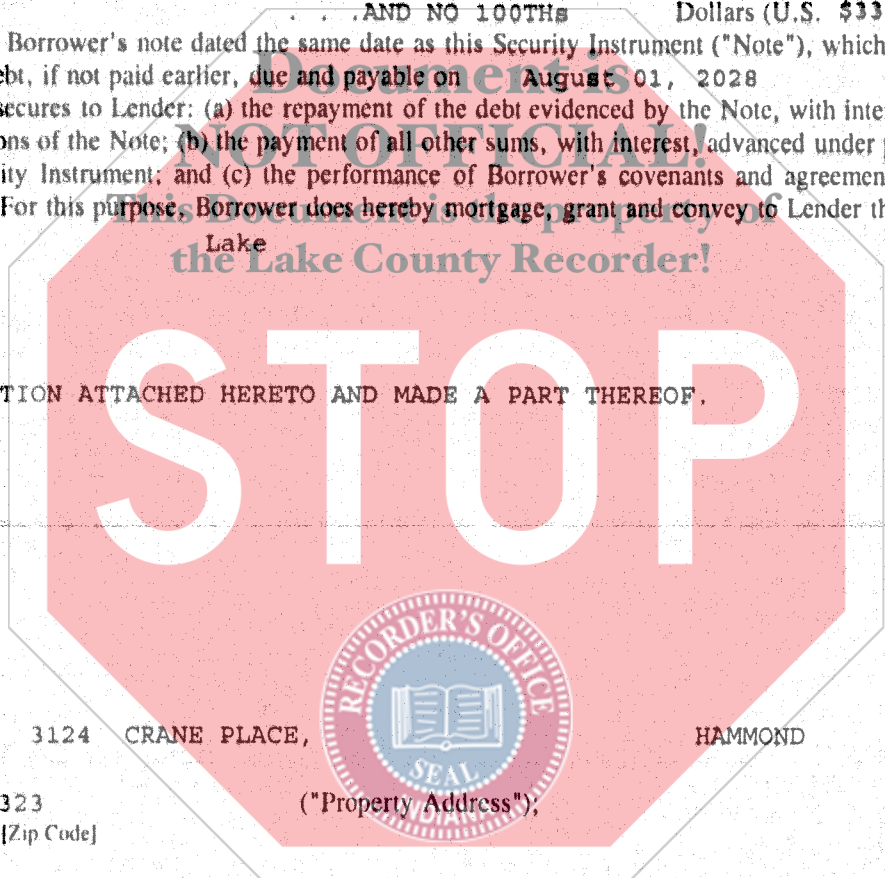 . . .AND NO 100THs Dollars (U.S. $33
Borrower's note dated the same date as this Security Instrument ("Note"), which
ebt, if not paid earlier, due and payable on August 01, 2028
secures to Lender: (a) the repayment of the debt evidenced by the Note, with inte
ons of the Note; (b) the payment of all other sums, with interest, advanced under
ity Instrument; and (c) the performance of Borrower's covenants and agreemen
For this purpose, Borrower does hereby mortgage, grant and convey to Lender th
Lake
Document is
NOT OFFICIAL!
This Document is the property of
the Lake County Recorder!
TION ATTACHED HERETO AND MADE A PART THEREOF.
STOP
RECORDER'S OFFICE
SEAL
INDIANA
3124 CRANE PLACE, HAMMOND
323 ("Property Address");
[Zip Code]